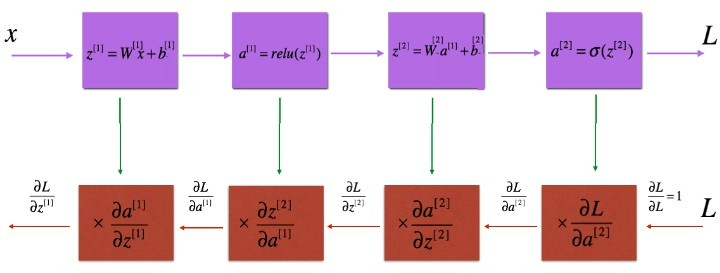 x
z^[1] = W^[1]x + b^[1]
a^[1] = relu(z^[1])
z^[2] = W^[2]a^[1] + b^[2]
a^[2] = σ(z^[2])
L
∂L/∂z^[1]
× ∂a^[1]/∂z^[1]
∂L/∂a^[1]
× ∂z^[2]/∂a^[1]
∂L/∂z^[2]
× ∂a^[2]/∂z^[2]
∂L/∂a^[2]
× ∂L/∂a^[2]
∂L/∂L = 1
L